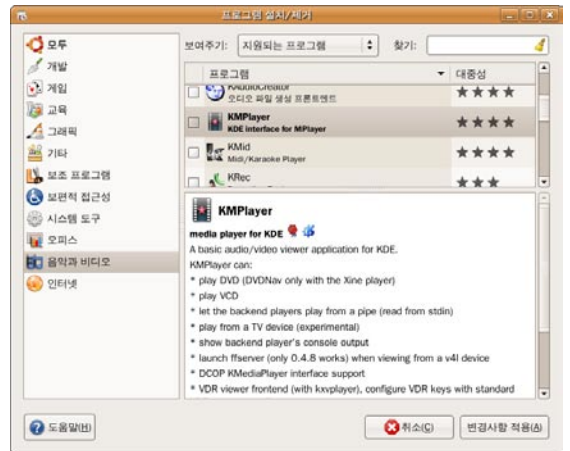 프로그램 설치/제거
모두
개발
게임
교육
그래픽
기타
보조 프로그램
보편적 접근성
시스템 도구
오피스
음악과 비디오
인터넷
보여주기: 지원되는 프로그램 찾기:
프로그램 대중성
KAudioCreator
오디오 파일 생성 프론트엔드
KMPlayer
KDE interface for MPlayer
KMid
Midi/Karaoke Player
KRec
KMPlayer
media player for KDE
A basic audio/video viewer application for KDE.
KMPlayer can:
* play DVD (DVDNav only with the Xine player)
* play VCD
* let the backend players play from a pipe (read from stdin)
* play from a TV device (experimental)
* show backend player's console output
* launch ffserver (only 0.4.8 works) when viewing from a v4l device
* DCOP KMediaPlayer interface support
* VDR viewer frontend (with kxvplayer), configure VDR keys with standard
도움말(H) 취소(C) 변경사항 적용(A)